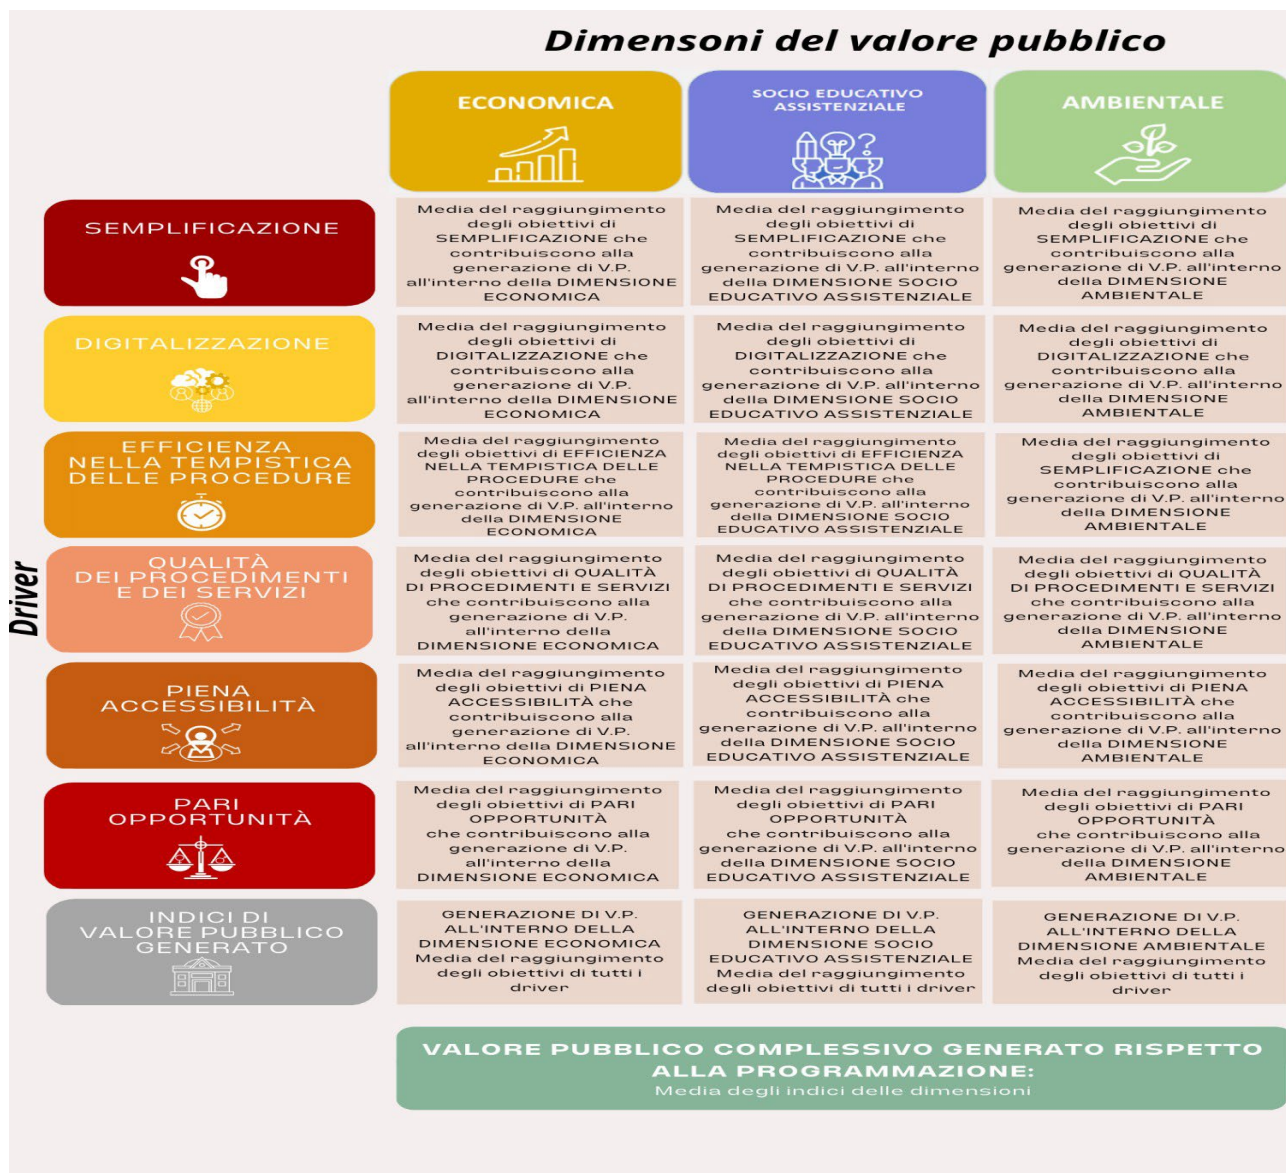 Dimensoni del valore pubblico
ECONOMICA
SOCIO EDUCATIVO
ASSISTENZIALE
AMBIENTALE
Driver
SEMPLIFICAZIONE
Media del raggiungimento
degli obiettivi di
SEMPLIFICAZIONE che
contribuiscono alla
generazione di V.P.
all'interno della DIMENSIONE
ECONOMICA
Media del raggiungimento
degli obiettivi di
SEMPLIFICAZIONE che
contribuiscono alla
generazione di V.P. all'interno
della DIMENSIONE SOCIO
EDUCATIVO ASSISTENZIALE
Media del raggiungimento
degli obiettivi di
SEMPLIFICAZIONE che
contribuiscono alla
generazione di V.P. all'interno
della DIMENSIONE
AMBIENTALE
DIGITALIZZAZIONE
Media del raggiungimento
degli obiettivi di
DIGITALIZZAZIONE che
contribuiscono alla
generazione di V.P.
all'interno della DIMENSIONE
ECONOMICA
Media del raggiungimento
degli obiettivi di
DIGITALIZZAZIONE che
contribuiscono alla
generazione di V.P. all'interno
della DIMENSIONE SOCIO
EDUCATIVO ASSISTENZIALE
Media del raggiungimento
degli obiettivi di
DIGITALIZZAZIONE che
contribuiscono alla
generazione di V.P. all'interno
della DIMENSIONE
AMBIENTALE
EFFICIENZA
NELLA TEMPISTICA
DELLE PROCEDURE
Media del raggiungimento
degli obiettivi di EFFICIENZA
NELLA TEMPISTICA DELLE
PROCEDURE che
contribuiscono alla
generazione di V.P. all'interno
della DIMENSIONE
ECONOMICA
Media del raggiungimento
degli obiettivi di EFFICIENZA
NELLA TEMPISTICA DELLE
PROCEDURE che
contribuiscono alla
generazione di V.P. all'interno
della DIMENSIONE SOCIO
EDUCATIVO ASSISTENZIALE
Media del raggiungimento
degli obiettivi di
SEMPLIFICAZIONE che
contribuiscono alla
generazione di V.P. all'interno
della DIMENSIONE
AMBIENTALE
QUALITÀ
DEI PROCEDIMENTI
E DEI SERVIZI
Media del raggiungimento
degli obiettivi di QUALITÀ
DI PROCEDIMENTI E SERVIZI
che contribuiscono alla
generazione di V.P.
all'interno della
DIMENSIONE ECONOMICA
Media del raggiungimento
degli obiettivi di QUALITÀ
DI PROCEDIMENTI E SERVIZI
che contribuiscono alla
generazione di V.P. all'interno
della DIMENSIONE SOCIO
EDUCATIVO ASSISTENZIALE
Media del raggiungimento
degli obiettivi di QUALITÀ
DI PROCEDIMENTI E SERVIZI
che contribuiscono alla
generazione di V.P. all'interno
della DIMENSIONE
AMBIENTALE
PIENA
ACCESSIBILITÀ
Media del raggiungimento
degli obiettivi di PIENA
ACCESSIBILITÀ che
contribuiscono alla
generazione di V.P.
all'interno della DIMENSIONE
ECONOMICA
Media del raggiungimento
degli obiettivi di PIENA
ACCESSIBILITÀ che
contribuiscono alla
generazione di V.P. all'interno
della DIMENSIONE SOCIO
EDUCATIVO ASSISTENZIALE
Media del raggiungimento
degli obiettivi di PIENA
ACCESSIBILITÀ che
contribuiscono alla
generazione di V.P. all'interno
della DIMENSIONE
AMBIENTALE
PARI
OPPORTUNITÀ
Media del raggiungimento
degli obiettivi di PARI
OPPORTUNITÀ
che contribuiscono alla
generazione di V.P.
all'interno della
DIMENSIONE ECONOMICA
Media del raggiungimento
degli obiettivi di PARI
OPPORTUNITÀ
che contribuiscono alla
generazione di V.P. all'interno
della DIMENSIONE SOCIO
EDUCATIVO ASSISTENZIALE
Media del raggiungimento
degli obiettivi di PARI
OPPORTUNITÀ
che contribuiscono alla
generazione di V.P. all'interno
della DIMENSIONE
AMBIENTALE
INDICI DI
VALORE PUBBLICO
GENERATO
GENERAZIONE DI V.P.
ALL'INTERNO DELLA
DIMENSIONE ECONOMICA
Media del raggiungimento
degli obiettivi di tutti i
driver
GENERAZIONE DI V.P.
ALL'INTERNO DELLA
DIMENSIONE SOCIO
EDUCATIVO ASSISTENZIALE
Media del raggiungimento
degli obiettivi di tutti i driver
GENERAZIONE DI V.P.
ALL'INTERNO DELLA
DIMENSIONE AMBIENTALE
Media del raggiungimento
degli obiettivi di tutti i
driver
VALORE PUBBLICO COMPLESSIVO GENERATO RISPETTO
ALLA PROGRAMMAZIONE:
Media degli indici delle dimensioni